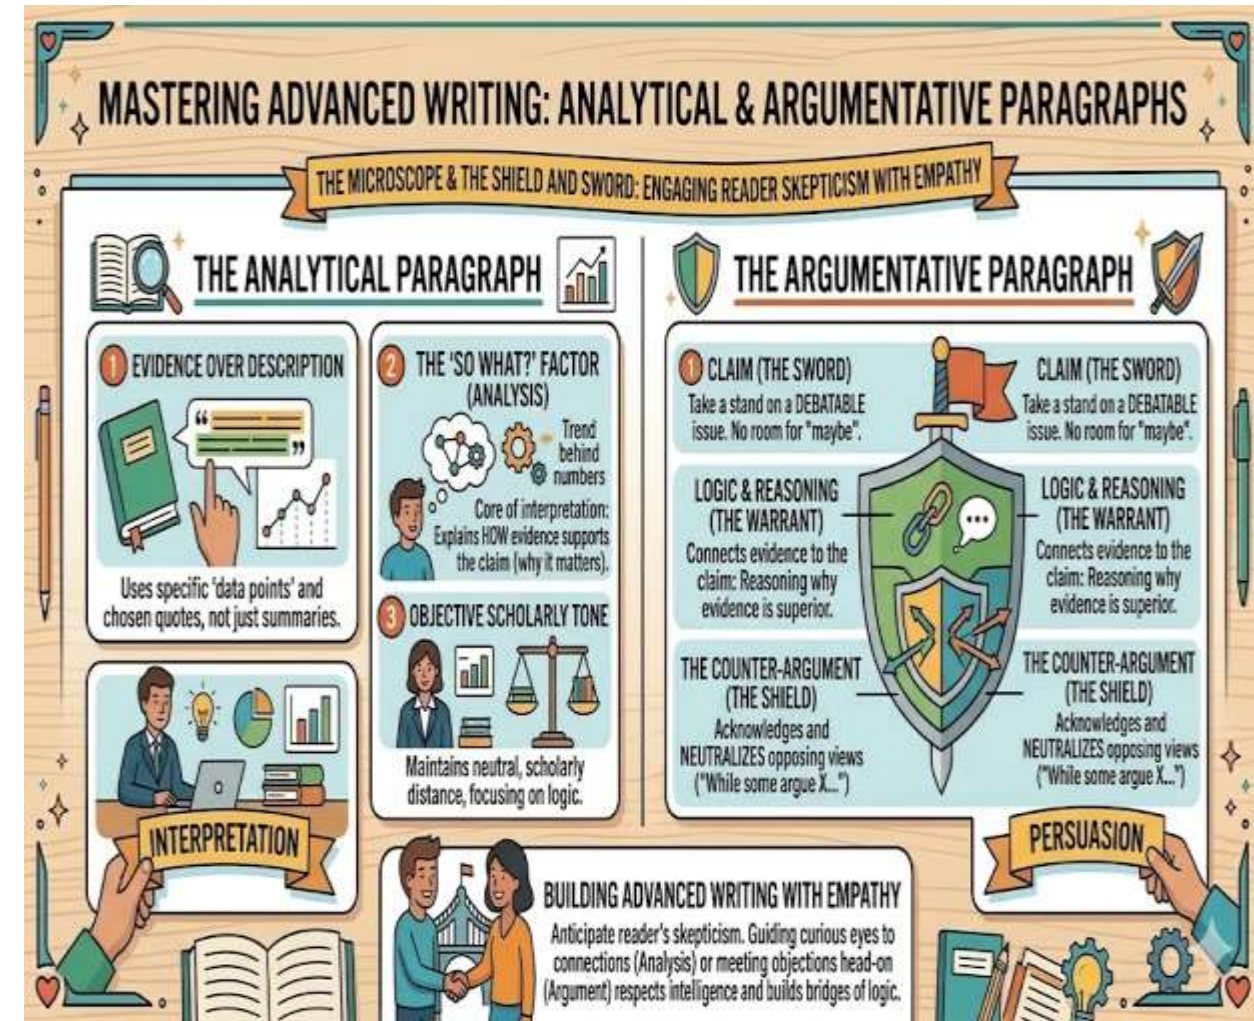 MASTERING ADVANCED WRITING: ANALYTICAL & ARGUMENTATIVE PARAGRAPHS
THE MICROSCOPE & THE SHIELD AND SWORD: ENGAGING READER SKEPTICISM WITH EMPATHY
THE ANALYTICAL PARAGRAPH
1 EVIDENCE OVER DESCRIPTION
“ ”
Uses specific 'data points' and
chosen quotes, not just summaries.
2 THE 'SO WHAT?' FACTOR
(ANALYSIS)
Trend
behind
numbers
Core of interpretation:
Explains HOW evidence supports
the claim (why it matters).
3 OBJECTIVE SCHOLARLY TONE
Maintains neutral, scholarly
distance, focusing on logic.
INTERPRETATION
THE ARGUMENTATIVE PARAGRAPH
1 CLAIM (THE SWORD)
Take a stand on a DEBATABLE
issue. No room for "maybe".
LOGIC & REASONING
(THE WARRANT)
Connects evidence to the
claim: Reasoning why
evidence is superior.
THE COUNTER-ARGUMENT
(THE SHIELD)
Acknowledges and
NEUTRALIZES opposing views
("While some argue X...")
CLAIM (THE SWORD)
Take a stand on a DEBATABLE
issue. No room for "maybe".
LOGIC & REASONING
(THE WARRANT)
Connects evidence to the
claim: Reasoning why
evidence is superior.
THE COUNTER-ARGUMENT
(THE SHIELD)
Acknowledges and
NEUTRALIZES opposing views
("While some argue X...")
PERSUASION
BUILDING ADVANCED WRITING WITH EMPATHY
Anticipate reader's skepticism. Guiding curious eyes to
connections (Analysis) or meeting objections head-on
(Argument) respects intelligence and builds bridges of logic.